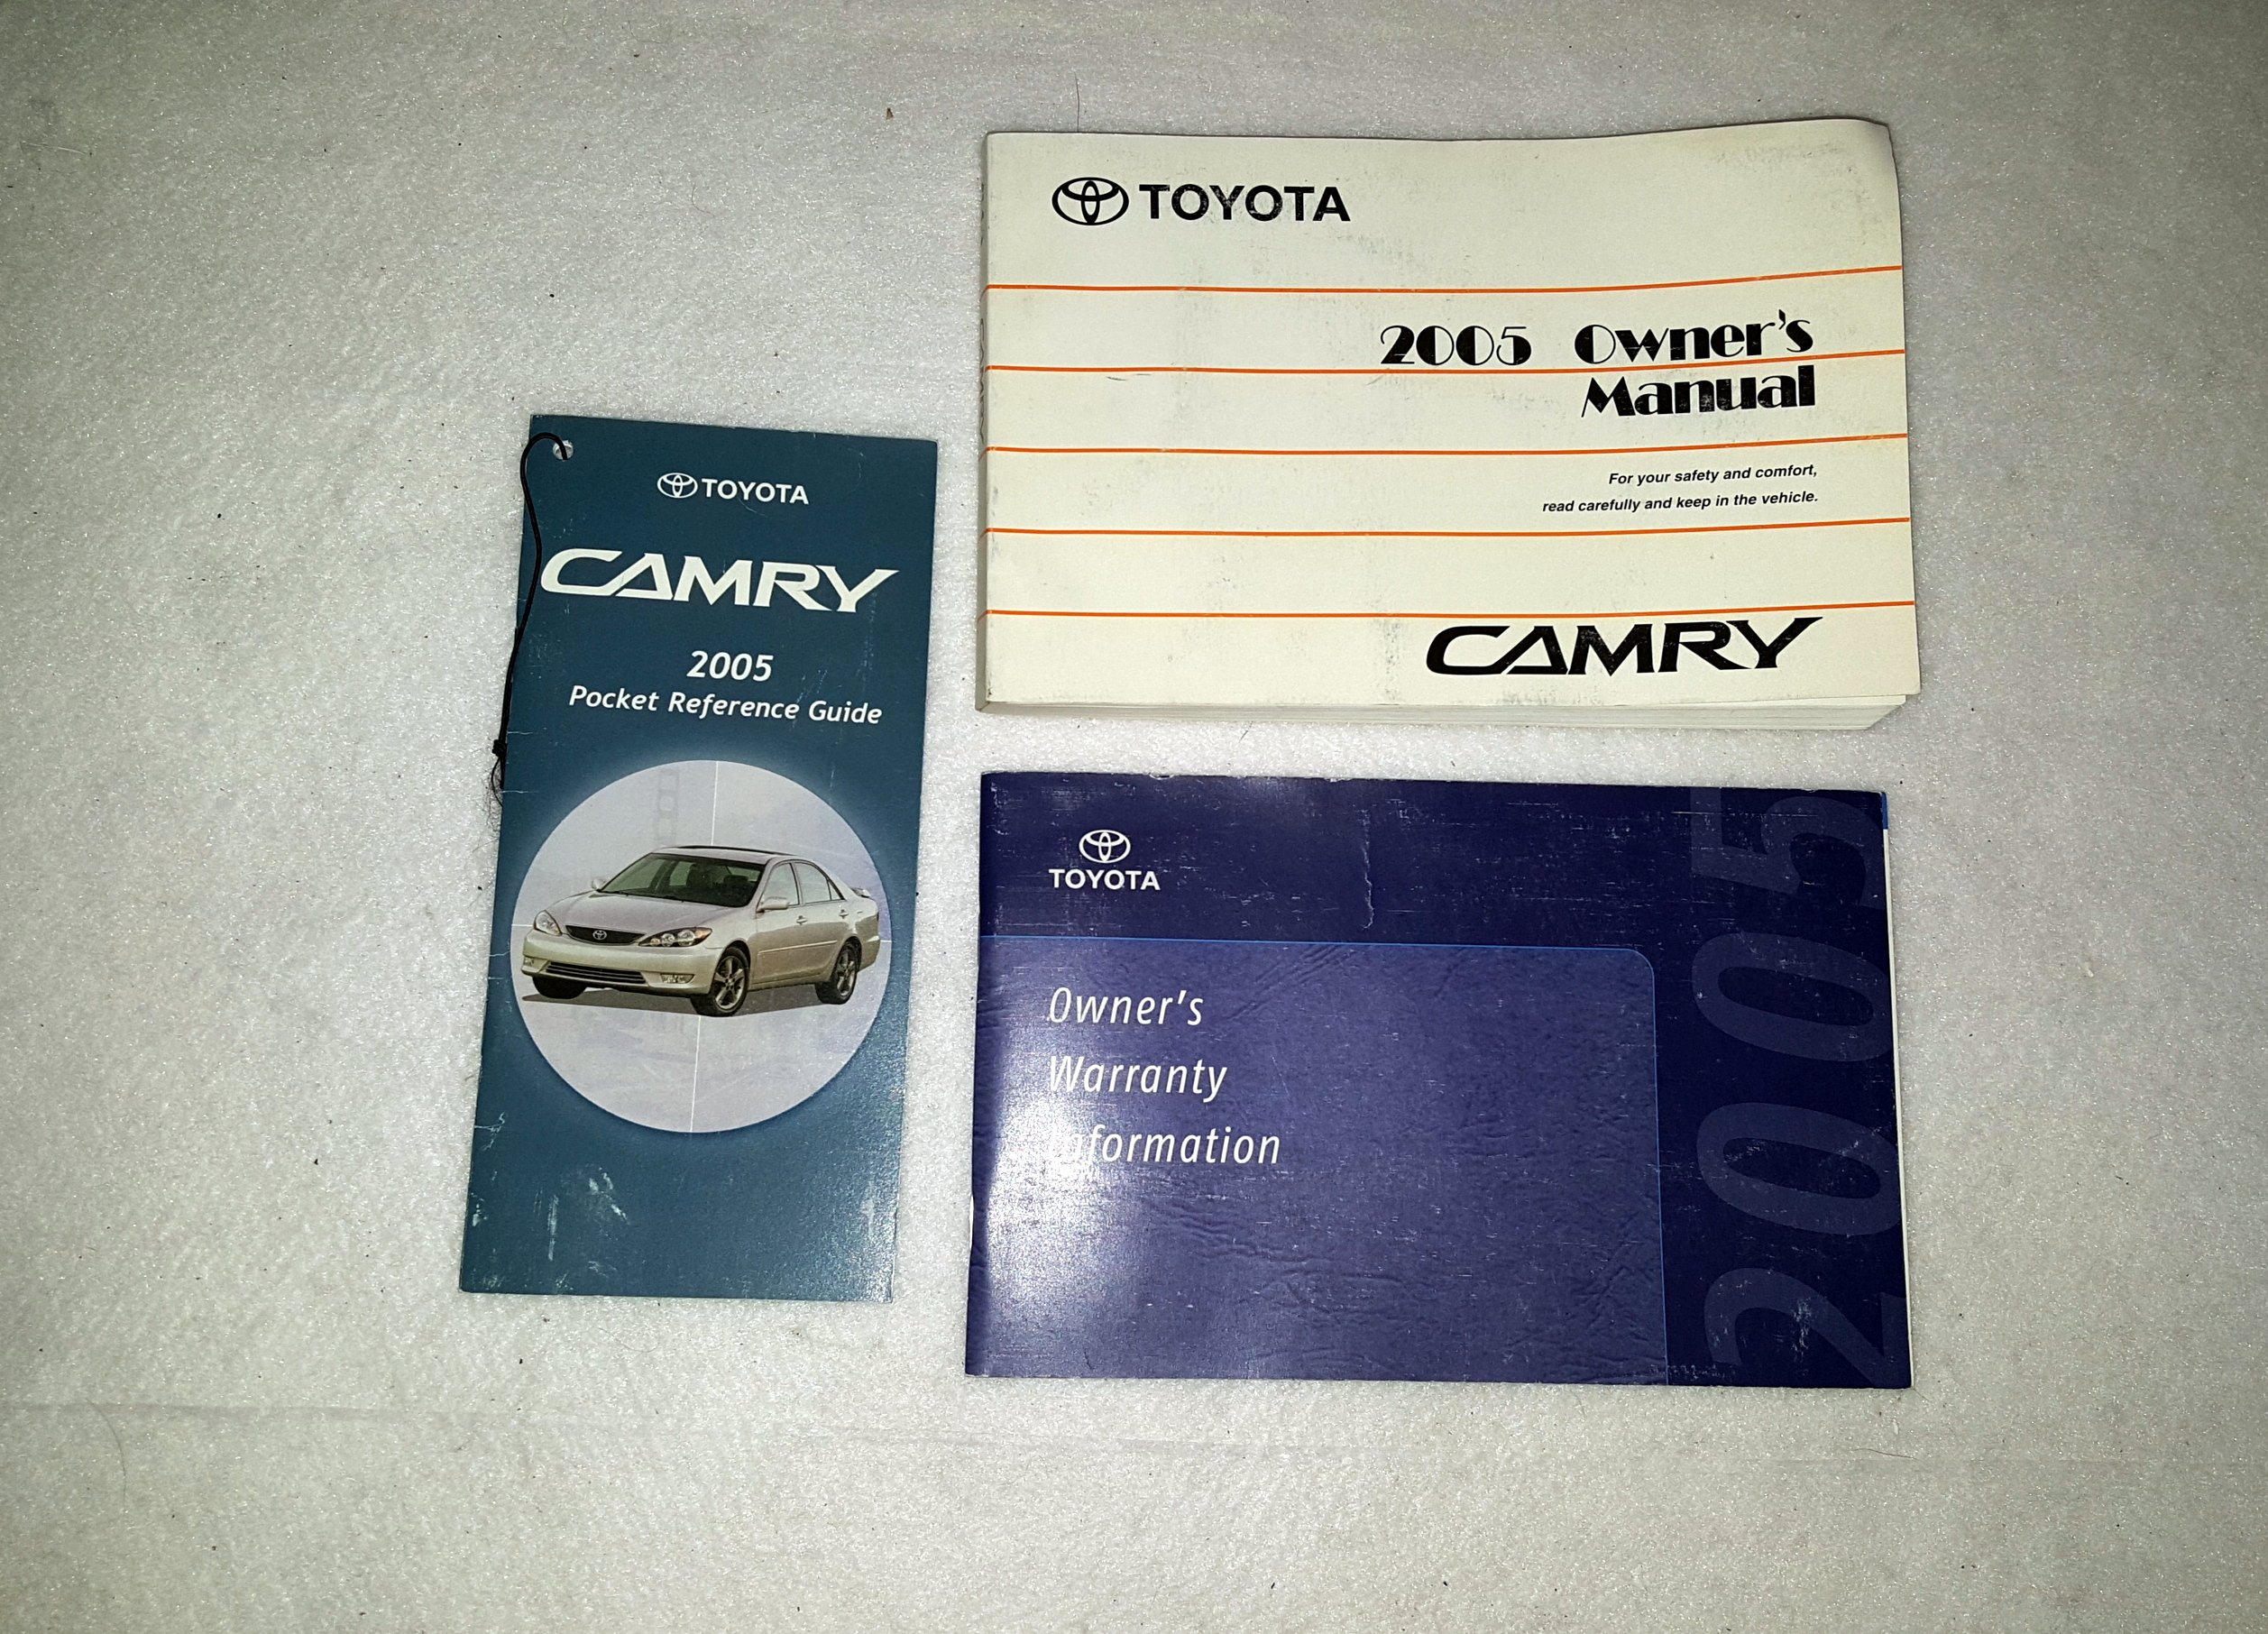 TOYOTA
CAMRY
2005
Pocket Reference Guide
TOYOTA
2005 Owner's
Manual
For your safety and comfort,
read carefully and keep in the vehicle.
CAMRY
TOYOTA
Owner's
Warranty
Information
2005